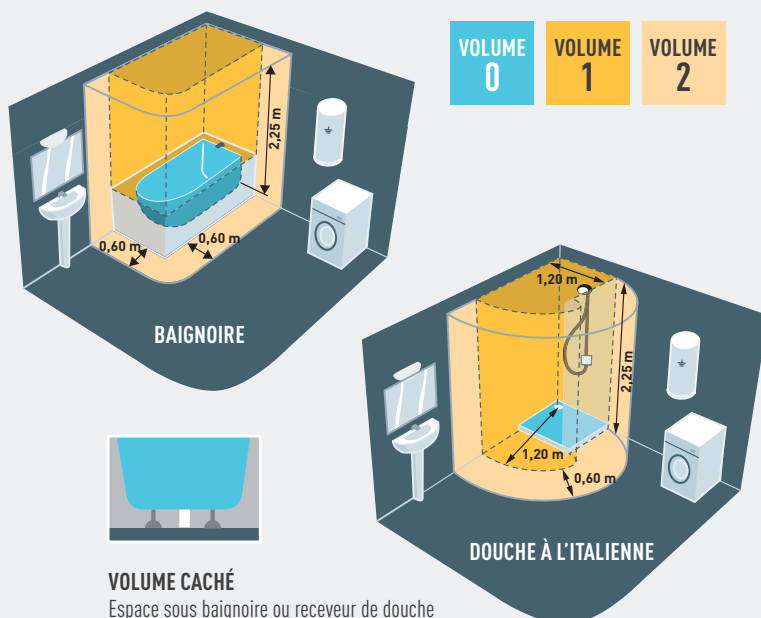 VOLUME
0
VOLUME
1
VOLUME
2
2,25 m
0,60 m
0,60 m
BAIGNOIRE
1,20 m
2,25 m
1,20 m
0,60 m
DOUCHE À L'ITALIENNE
VOLUME CACHÉ
Espace sous baignoire ou receveur de douche